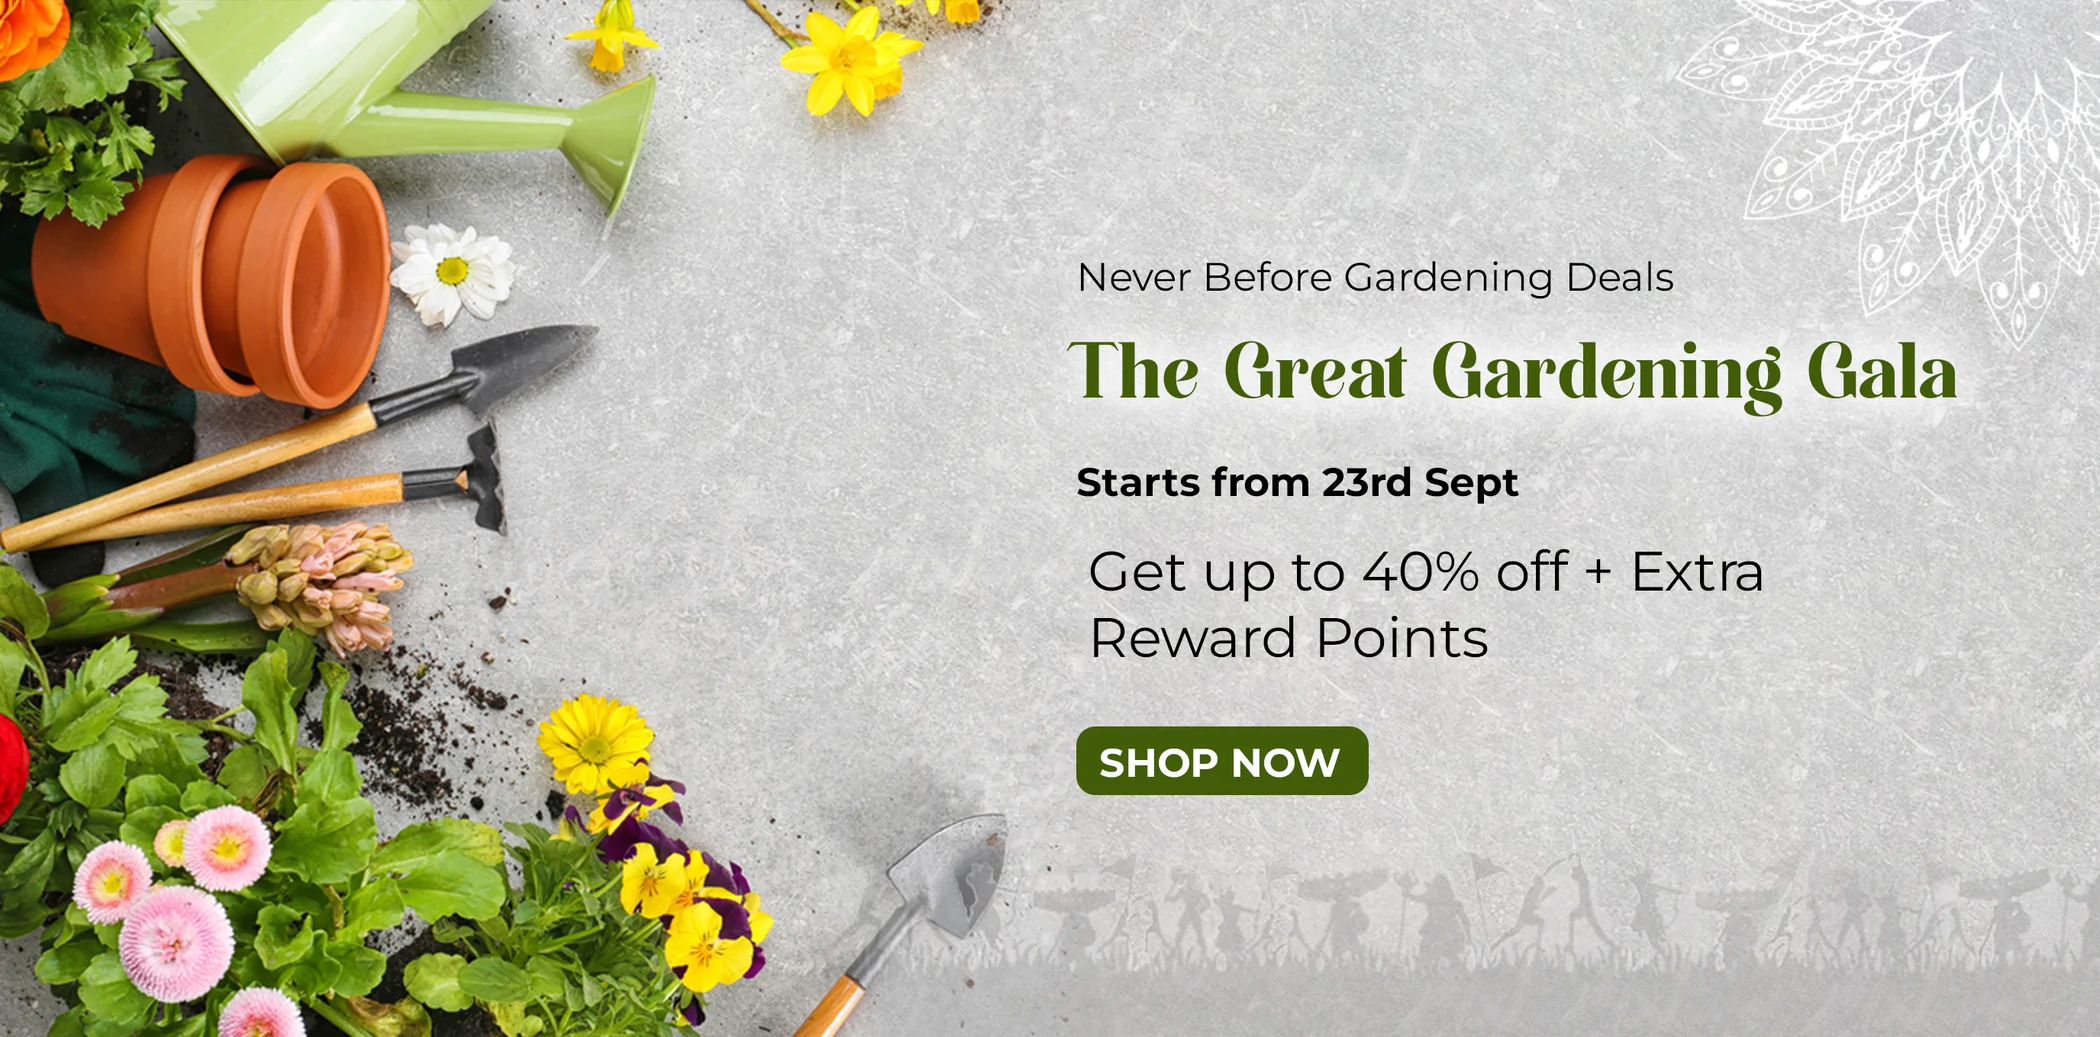 Never Before Gardening Deals
The Great Gardening Gala
Starts from 23rd Sept
Get up to 40% off + Extra
Reward Points
SHOP NOW